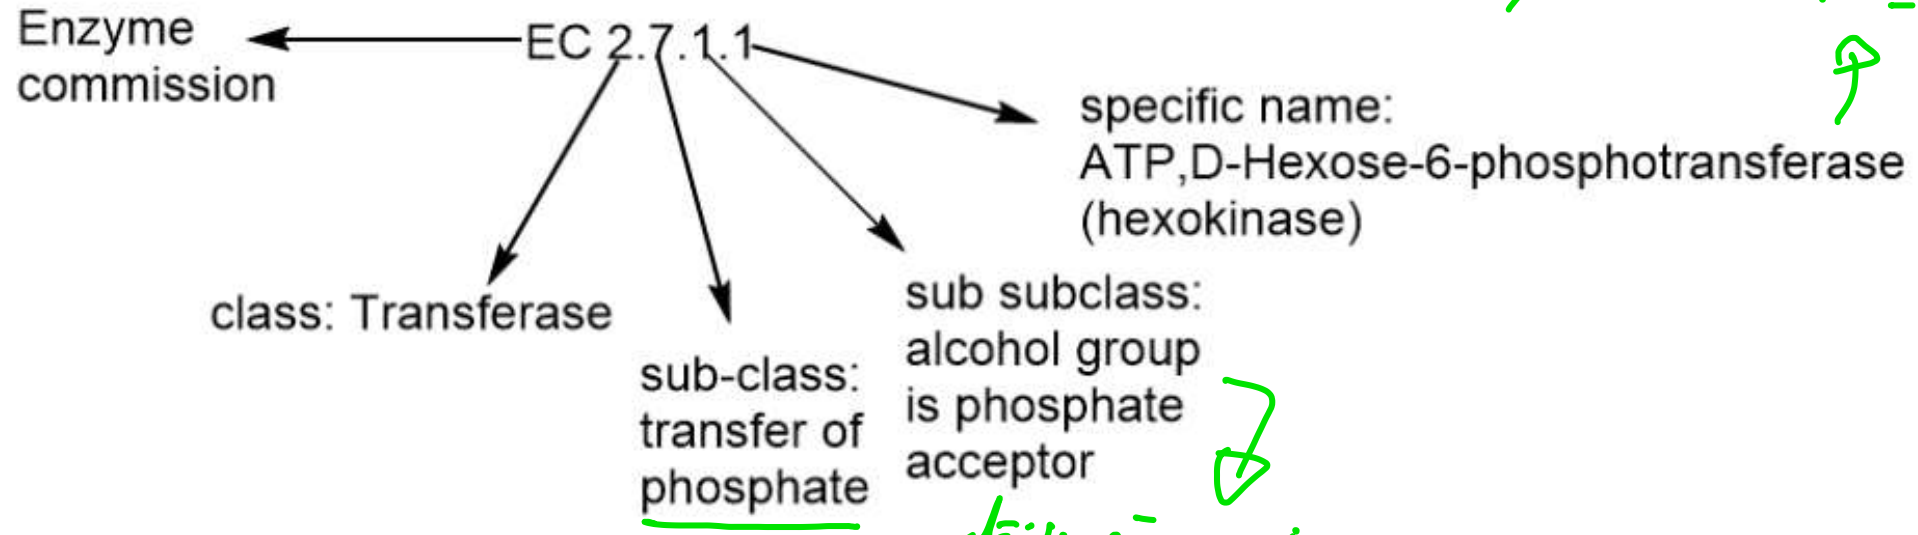 Enzyme
commission
EC 2.7.1.1
specific name:
ATP,D-Hexose-6-phosphotransferase
(hexokinase)
class: Transferase
sub-class:
transfer of
phosphate
sub subclass:
alcohol group
is phosphate
acceptor